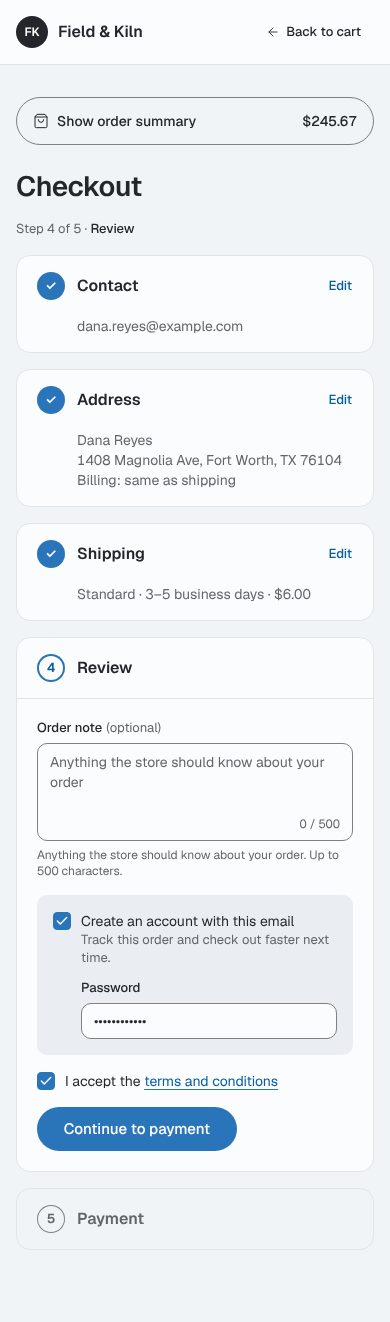 FK Field & Kiln
Back to cart
Show order summary $245.67
Checkout
Step 4 of 5 · Review
Contact Edit
dana.reyes@example.com
Address Edit
Dana Reyes
1408 Magnolia Ave, Fort Worth, TX 76104
Billing: same as shipping
Shipping Edit
Standard · 3–5 business days · $6.00
4 Review
Order note (optional)
Anything the store should know about your
order
0 / 500
Anything the store should know about your order. Up to
500 characters.
Create an account with this email
Track this order and check out faster next
time.
Password
••••••••••••
I accept the terms and conditions
Continue to payment
5 Payment